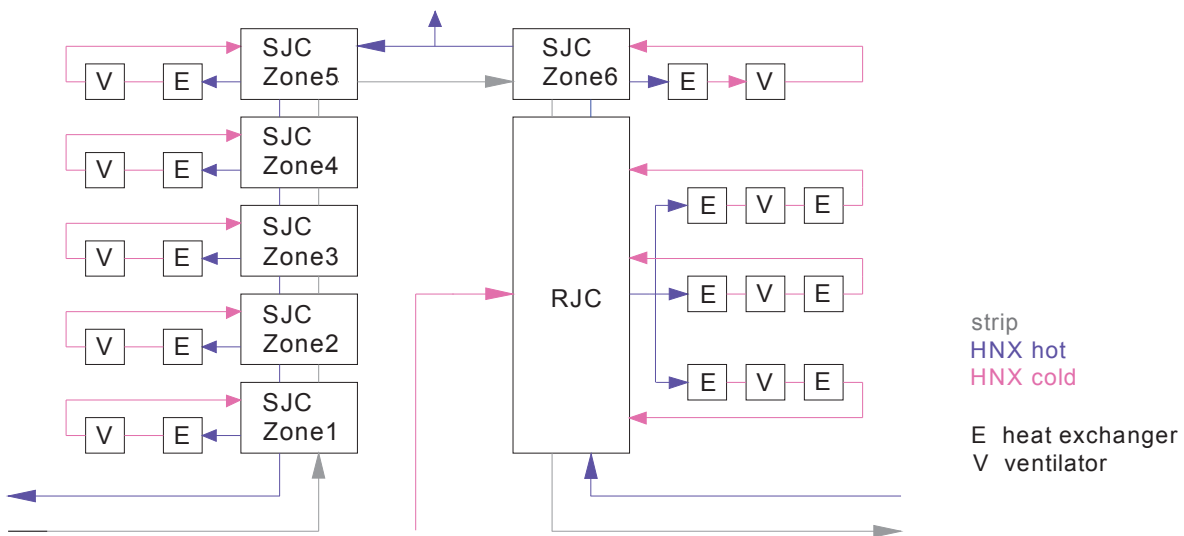 SJC
Zone5
V
E
SJC
Zone6
E
V
SJC
Zone4
V
E
E
V
E
SJC
Zone3
V
E
RJC
E
V
E
SJC
Zone2
V
E
E
V
E
SJC
Zone1
V
E
strip
HNX hot
HNX cold
E heat exchanger
V ventilator